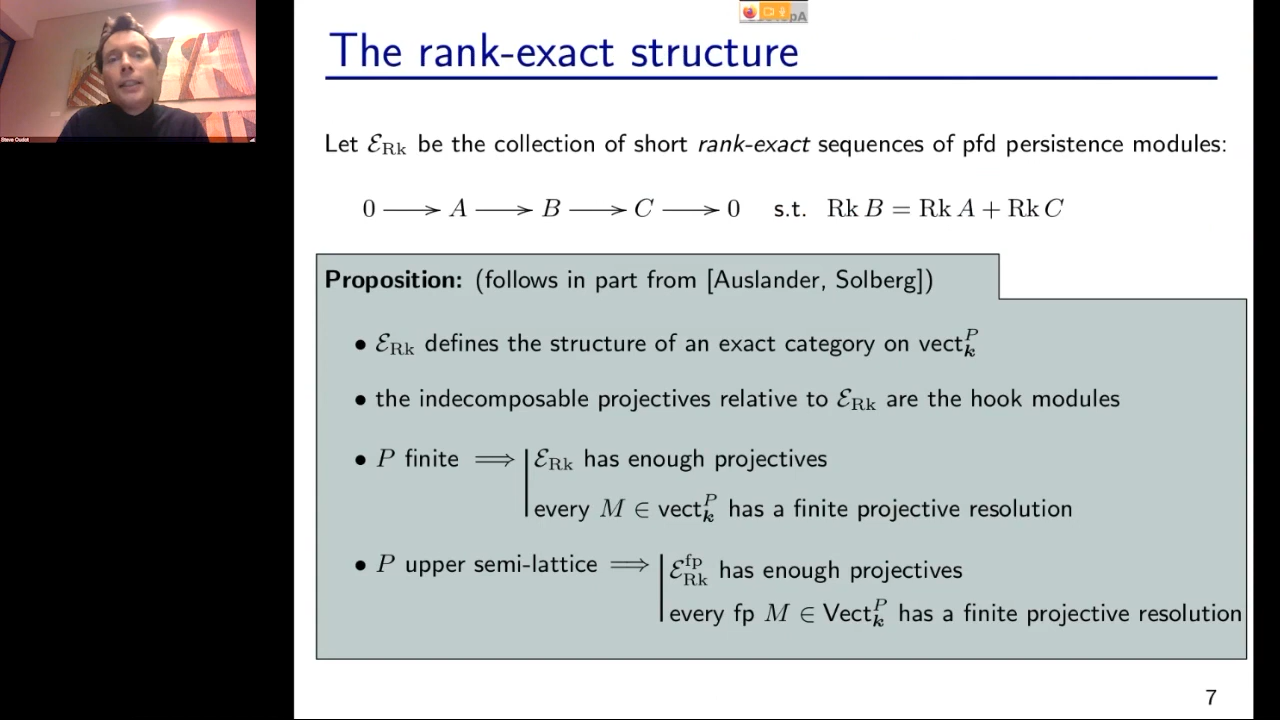 The rank-exact structure
Let ℰ_Rk be the collection of short rank-exact sequences of pfd persistence modules:
0 ⟶ A ⟶ B ⟶ C ⟶ 0 s.t. Rk B = Rk A + Rk C
Proposition: (follows in part from [Auslander, Solberg])
• ℰ_Rk defines the structure of an exact category on vect_k^P
• the indecomposable projectives relative to ℰ_Rk are the hook modules
• P finite ⟹ ℰ_Rk has enough projectives
every M ∈ vect_k^P has a finite projective resolution
• P upper semi-lattice ⟹ ℰ_Rk^fp has enough projectives
every fp M ∈ Vect_k^P has a finite projective resolution
7
Steve Oudot